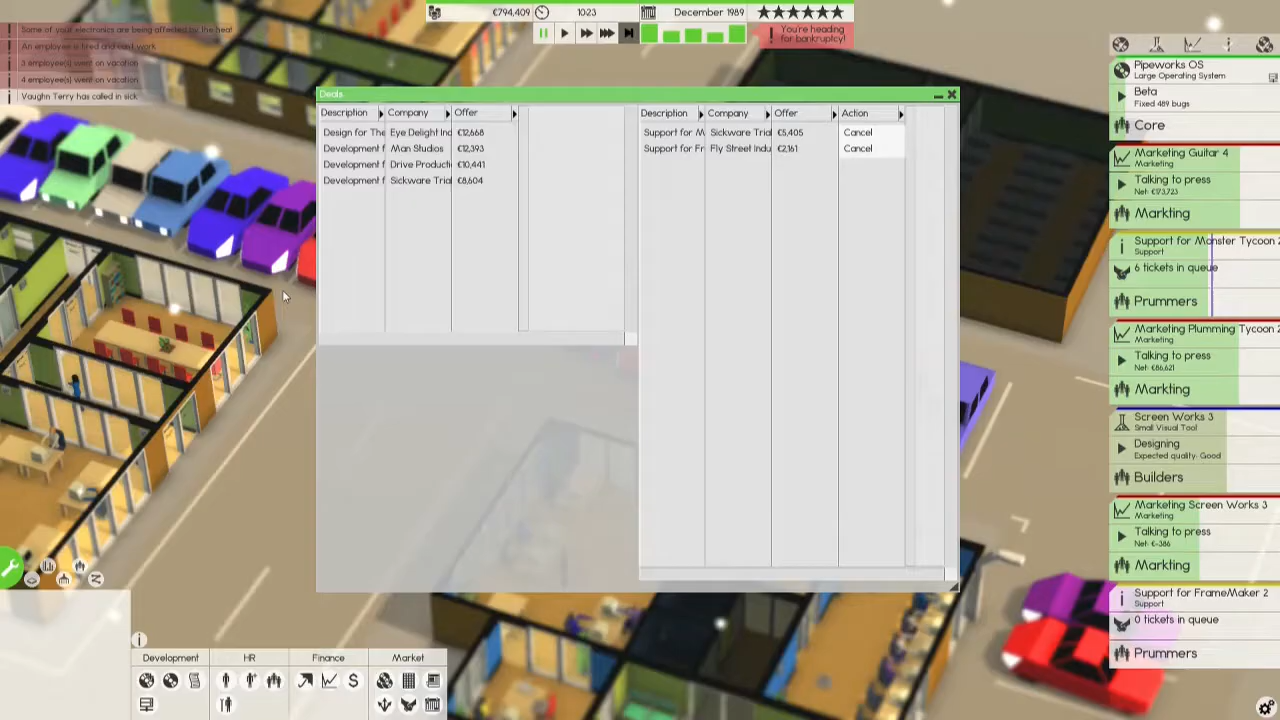 €794,409
10:23
December 1989
You're heading
for bankruptcy!
Some of your electronics are being affected by the heat
An employee is tired and can't work
3 employee(s) went on vacation
4 employee(s) went on vacation
Vaughn Terry has called in sick
Deals
Description Company Offer
Design for The Eye Delight Ind €12,668
Development f Man Studios €12,393
Development f Drive Producti €10,441
Development f Sickware Trial €8,604
Description Company Offer Action
Support for M Sickware Trial €5,405 Cancel
Support for Fr Fly Street Indu €2,161 Cancel
Pipeworks OS
Large Operating System
Beta
Fixed 489 bugs
Core
Marketing Guitar 4
Marketing
Talking to press
Net: €173,723
Markting
Support for Monster Tycoon 2
Support
6 tickets in queue
Prummers
Marketing Plumming Tycoon 2
Marketing
Talking to press
Net: €86,621
Markting
Screen Works 3
Small Visual Tool
Designing
Expected quality: Good
Builders
Marketing Screen Works 3
Marketing
Talking to press
Net: €-386
Markting
Support for FrameMaker 2
Support
0 tickets in queue
Prummers
Development HR Finance Market